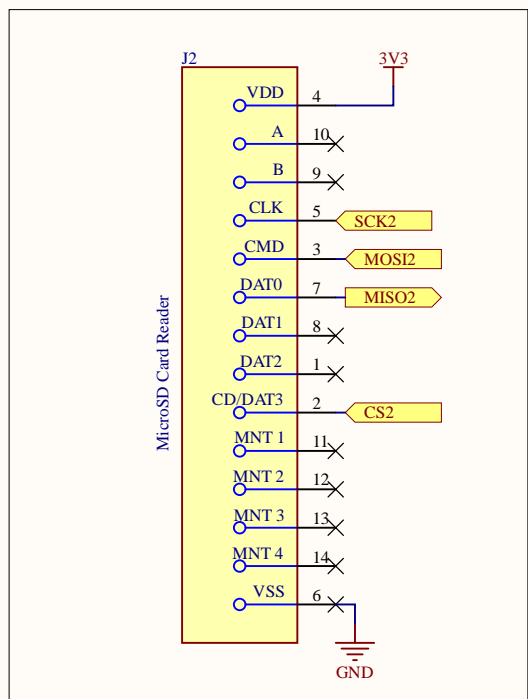 J2
3V3
VDD 4
A 10
B 9
CLK 5 SCK2
CMD 3 MOSI2
DAT0 7 MISO2
DAT1 8
DAT2 1
CD/DAT3 2 CS2
MNT 1 11
MNT 2 12
MNT 3 13
MNT 4 14
VSS 6
GND
MicroSD Card Reader